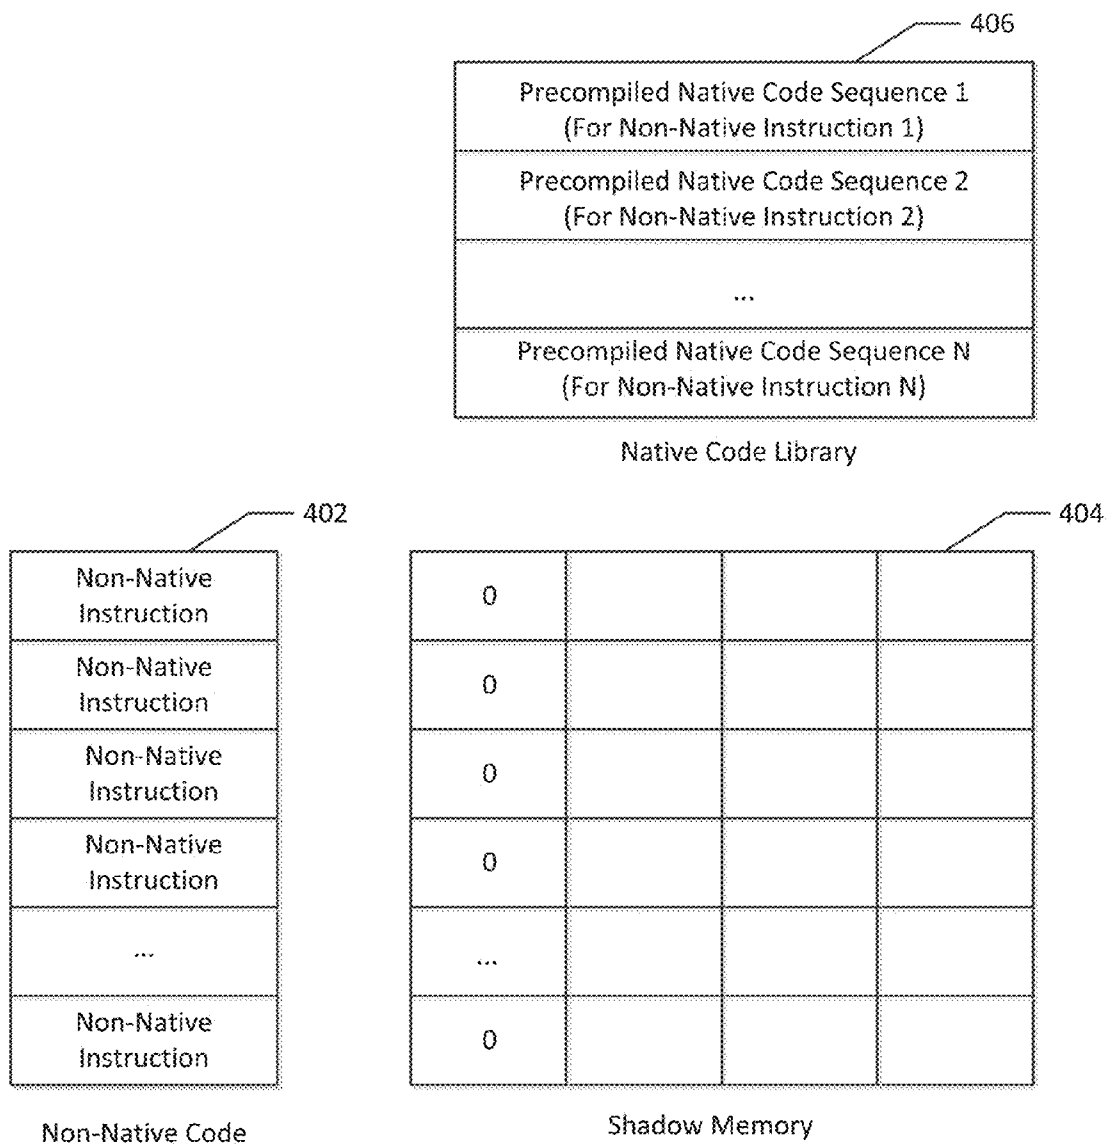 406
Precompiled Native Code Sequence 1
(For Non-Native Instruction 1)
Precompiled Native Code Sequence 2
(For Non-Native Instruction 2)
...
Precompiled Native Code Sequence N
(For Non-Native Instruction N)
Native Code Library
402
Non-Native
Instruction
Non-Native
Instruction
Non-Native
Instruction
Non-Native
Instruction
...
Non-Native
Instruction
Non-Native Code
404
0
0
0
0
...
0
Shadow Memory